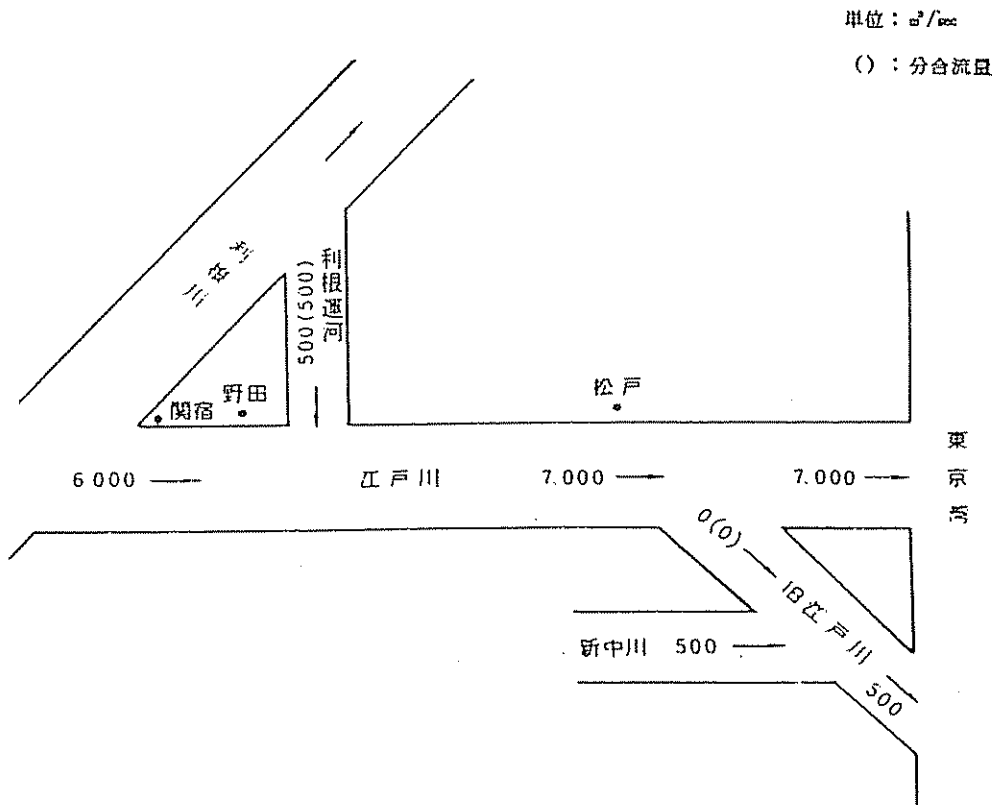 単位：㎥/sec
()：分合流量
利根川
利根運河
500(500)
関宿
野田
松戸
6000
江戸川
7.000
7.000
東京湾
0(0)
旧江戸川
新中川 500
500